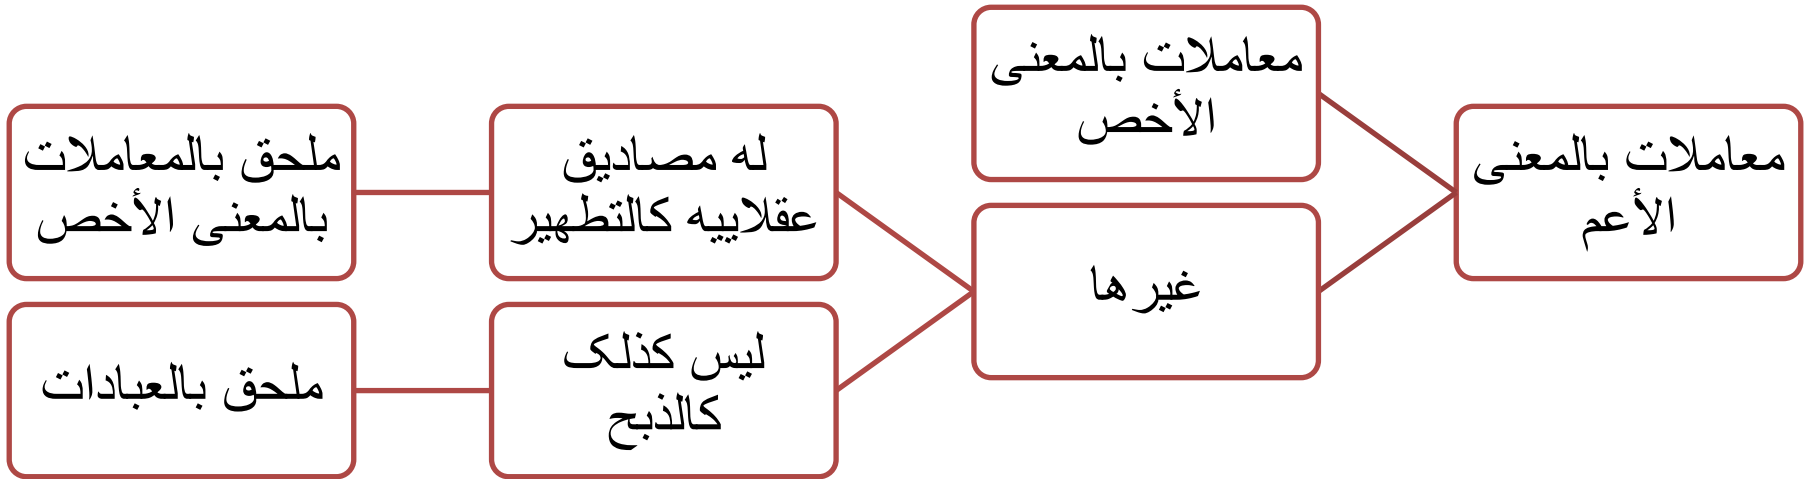 معاملات بالمعنى
الأعم
معاملات بالمعنى
الأخص
غيرها
له مصاديق
عقلاييه كالتطهير
ليس كذلک
كالذبح
ملحق بالمعاملات
بالمعنى الأخص
ملحق بالعبادات